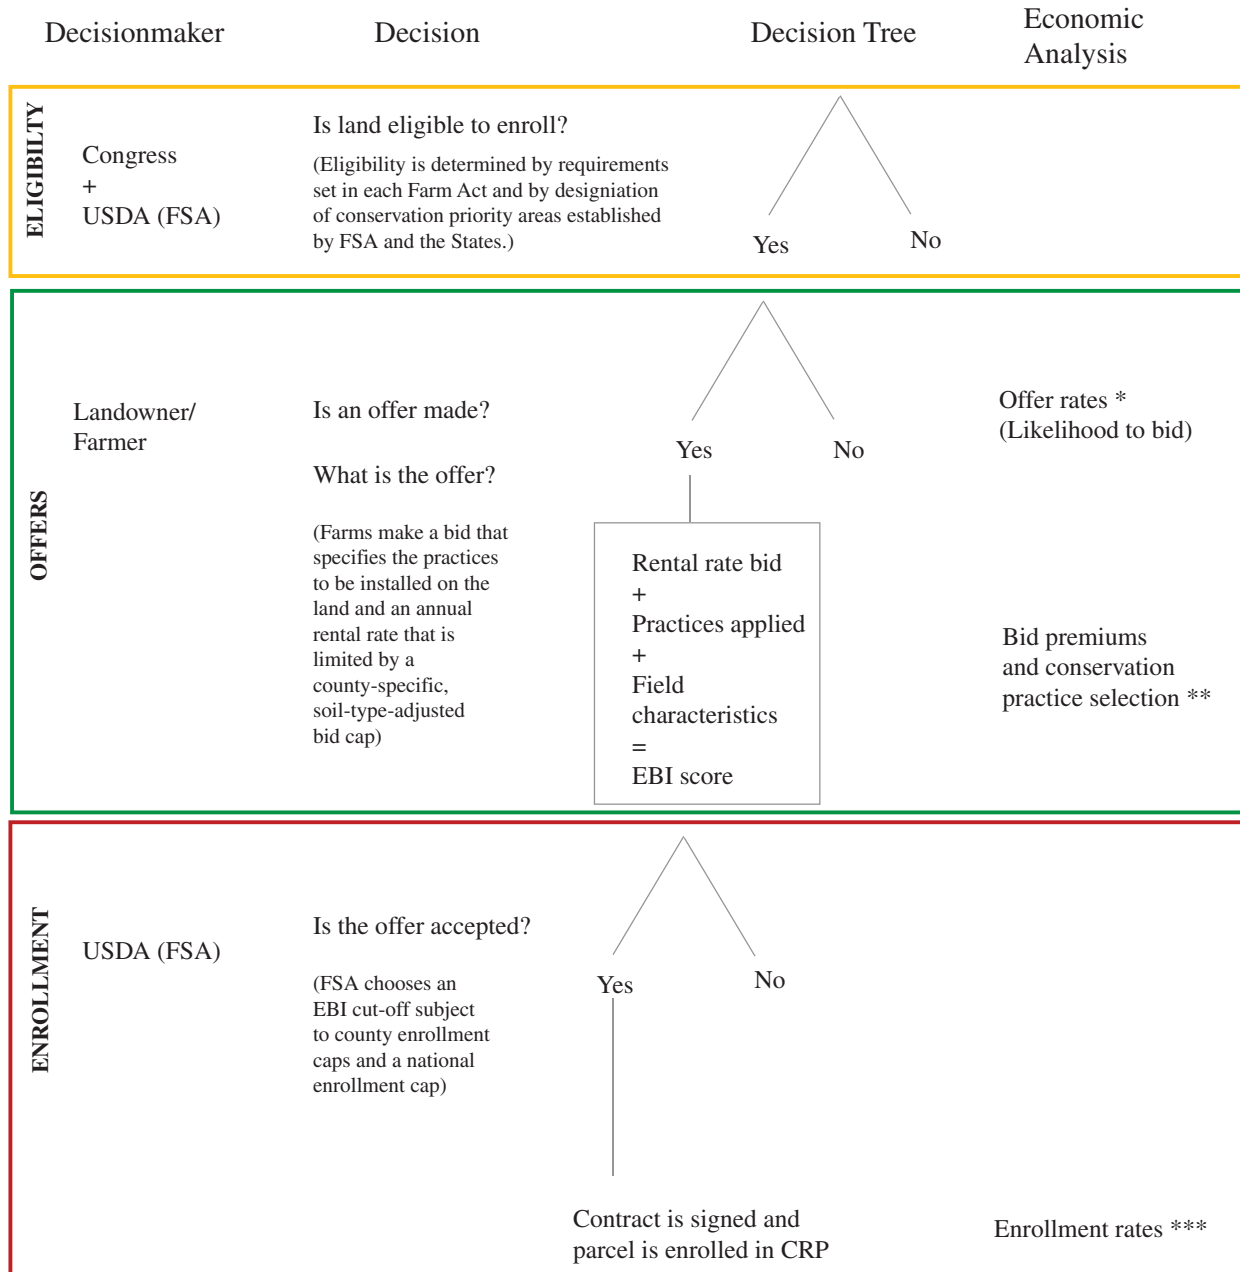 Decisionmaker
Decision
Decision Tree
Economic
Analysis
ELIGIBILTY
Congress
+
USDA (FSA)
Is land eligible to enroll?
(Eligibility is determined by requirements
set in each Farm Act and by designiation
of conservation priority areas established
by FSA and the States.)
Yes
No
OFFERS
Landowner/
Farmer
Is an offer made?
What is the offer?
(Farms make a bid that
specifies the practices
to be installed on the
land and an annual
rental rate that is
limited by a
county-specific,
soil-type-adjusted
bid cap)
Yes
No
Rental rate bid
+
Practices applied
+
Field
characteristics
=
EBI score
Offer rates *
(Likelihood to bid)
Bid premiums
and conservation
practice selection **
ENROLLMENT
USDA (FSA)
Is the offer accepted?
(FSA chooses an
EBI cut-off subject
to county enrollment
caps and a national
enrollment cap)
Yes
No
Contract is signed and
parcel is enrolled in CRP
Enrollment rates ***